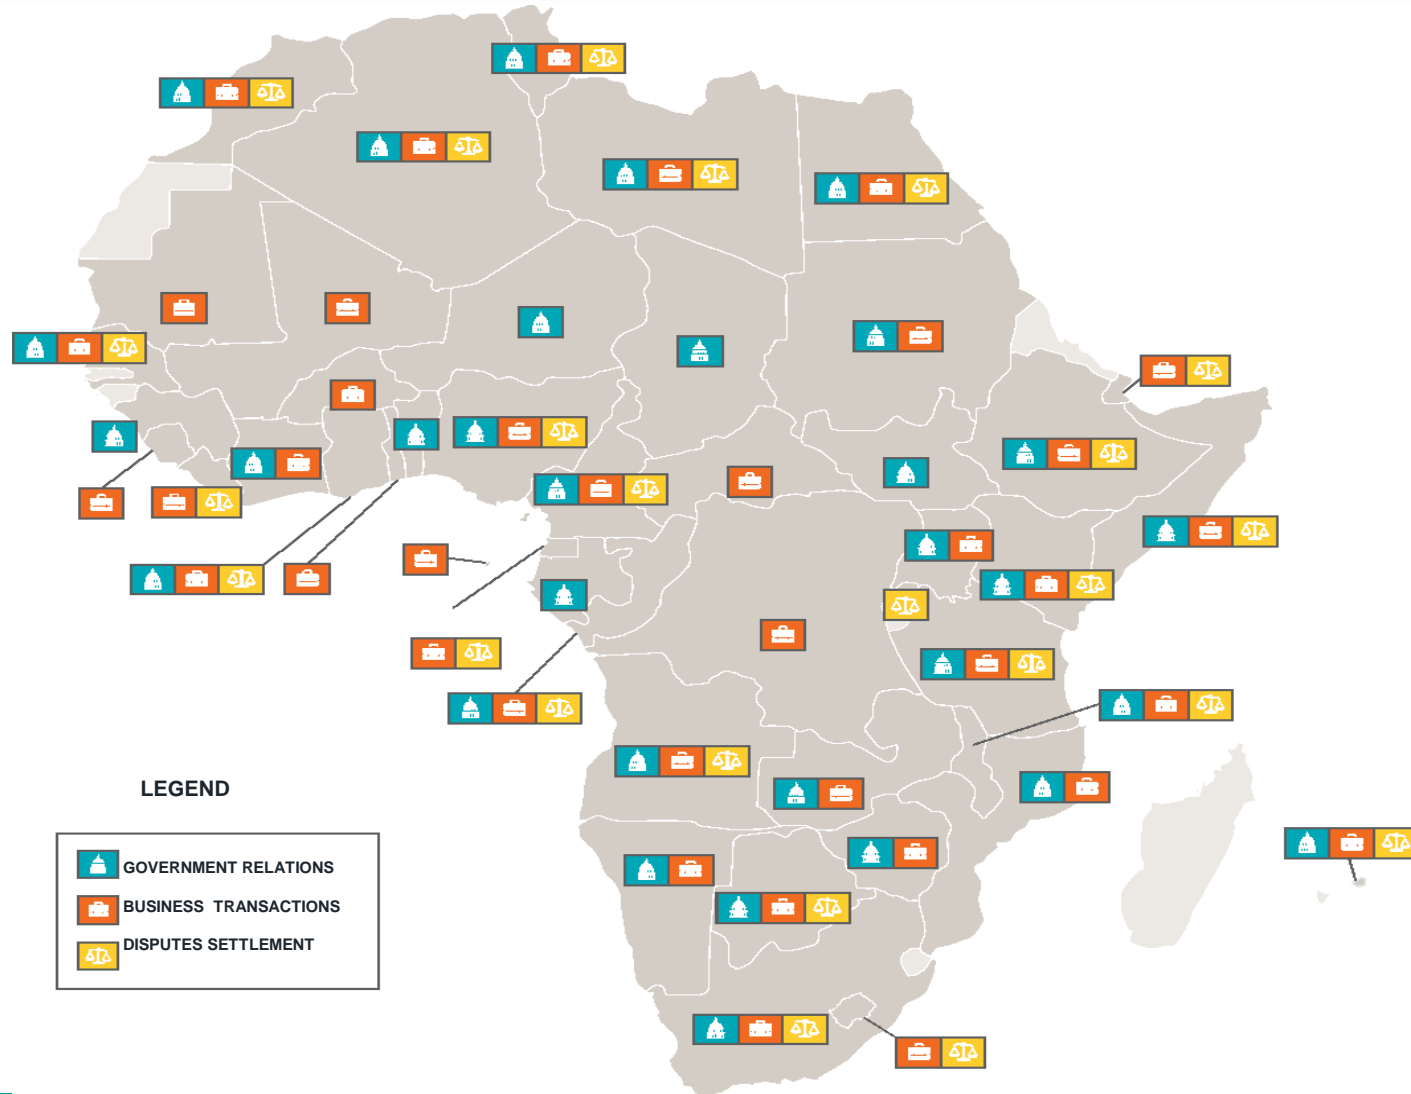 LEGEND
GOVERNMENT RELATIONS
BUSINESS TRANSACTIONS
DISPUTES SETTLEMENT